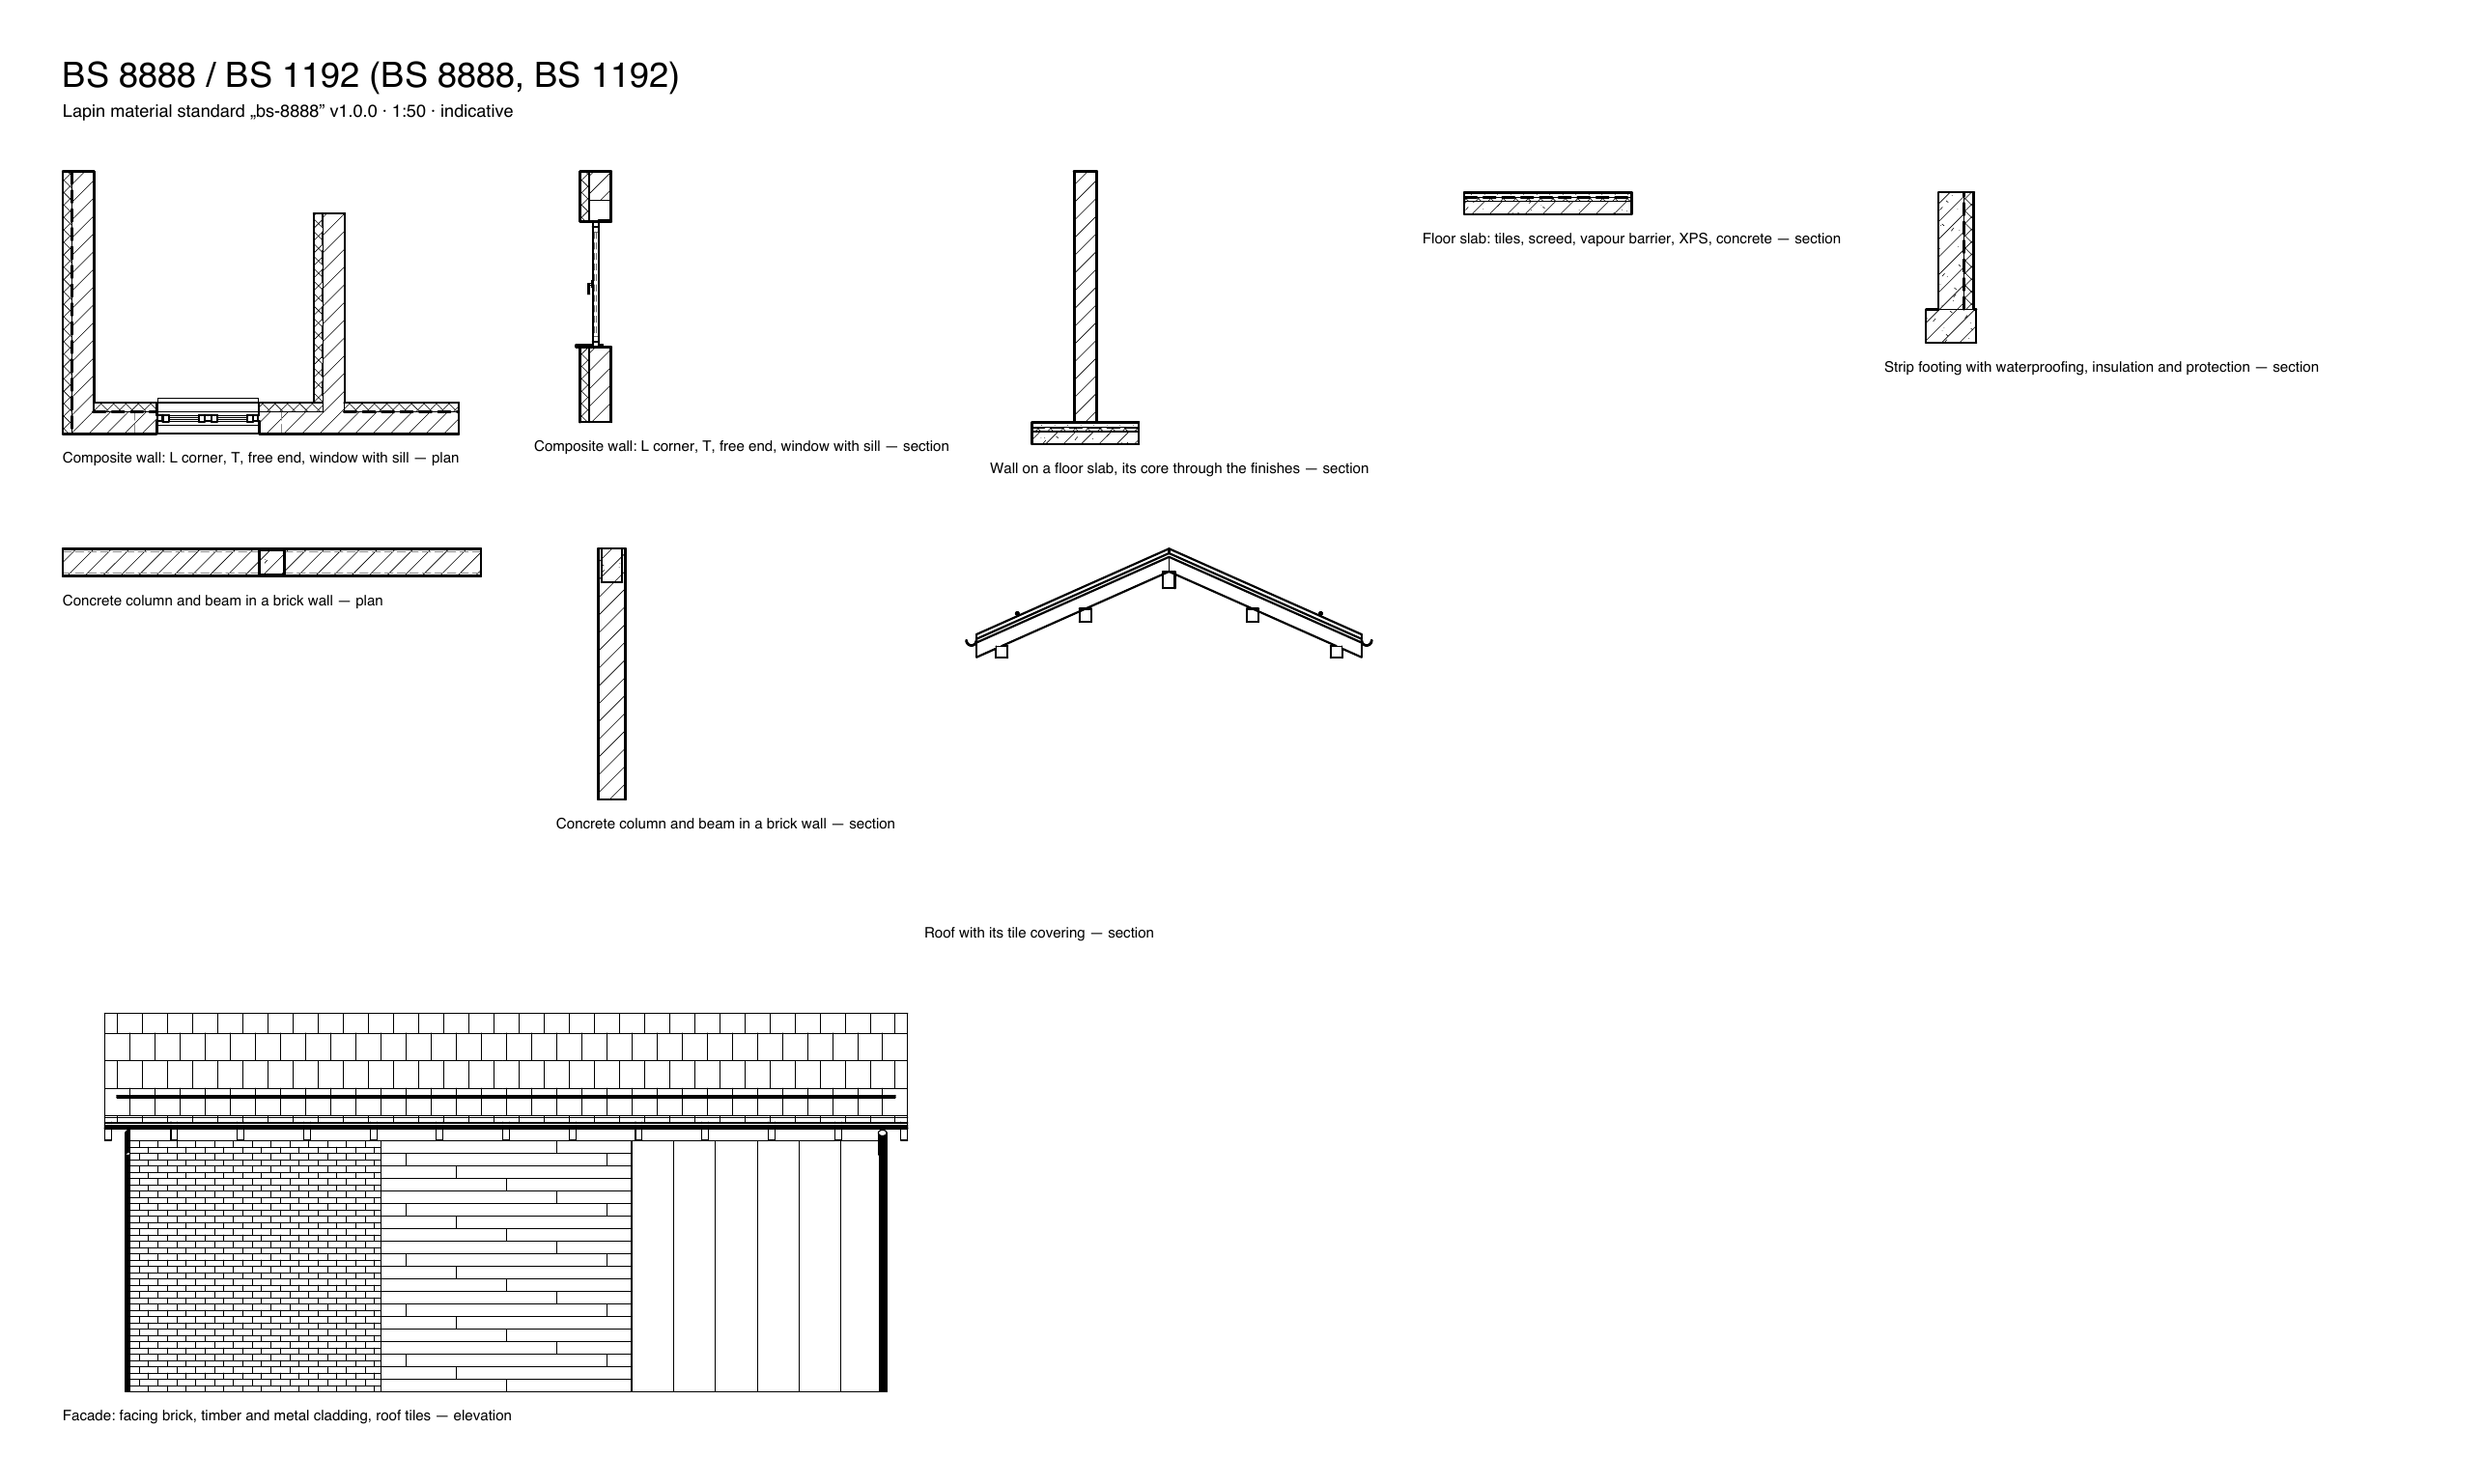 BS 8888 / BS 1192 (BS 8888, BS 1192)
Lapin material standard „bs-8888” v1.0.0 · 1:50 · indicative
Composite wall: L corner, T, free end, window with sill — plan
Composite wall: L corner, T, free end, window with sill — section
Wall on a floor slab, its core through the finishes — section
Floor slab: tiles, screed, vapour barrier, XPS, concrete — section
Strip footing with waterproofing, insulation and protection — section
Concrete column and beam in a brick wall — plan
Concrete column and beam in a brick wall — section
Roof with its tile covering — section
Facade: facing brick, timber and metal cladding, roof tiles — elevation